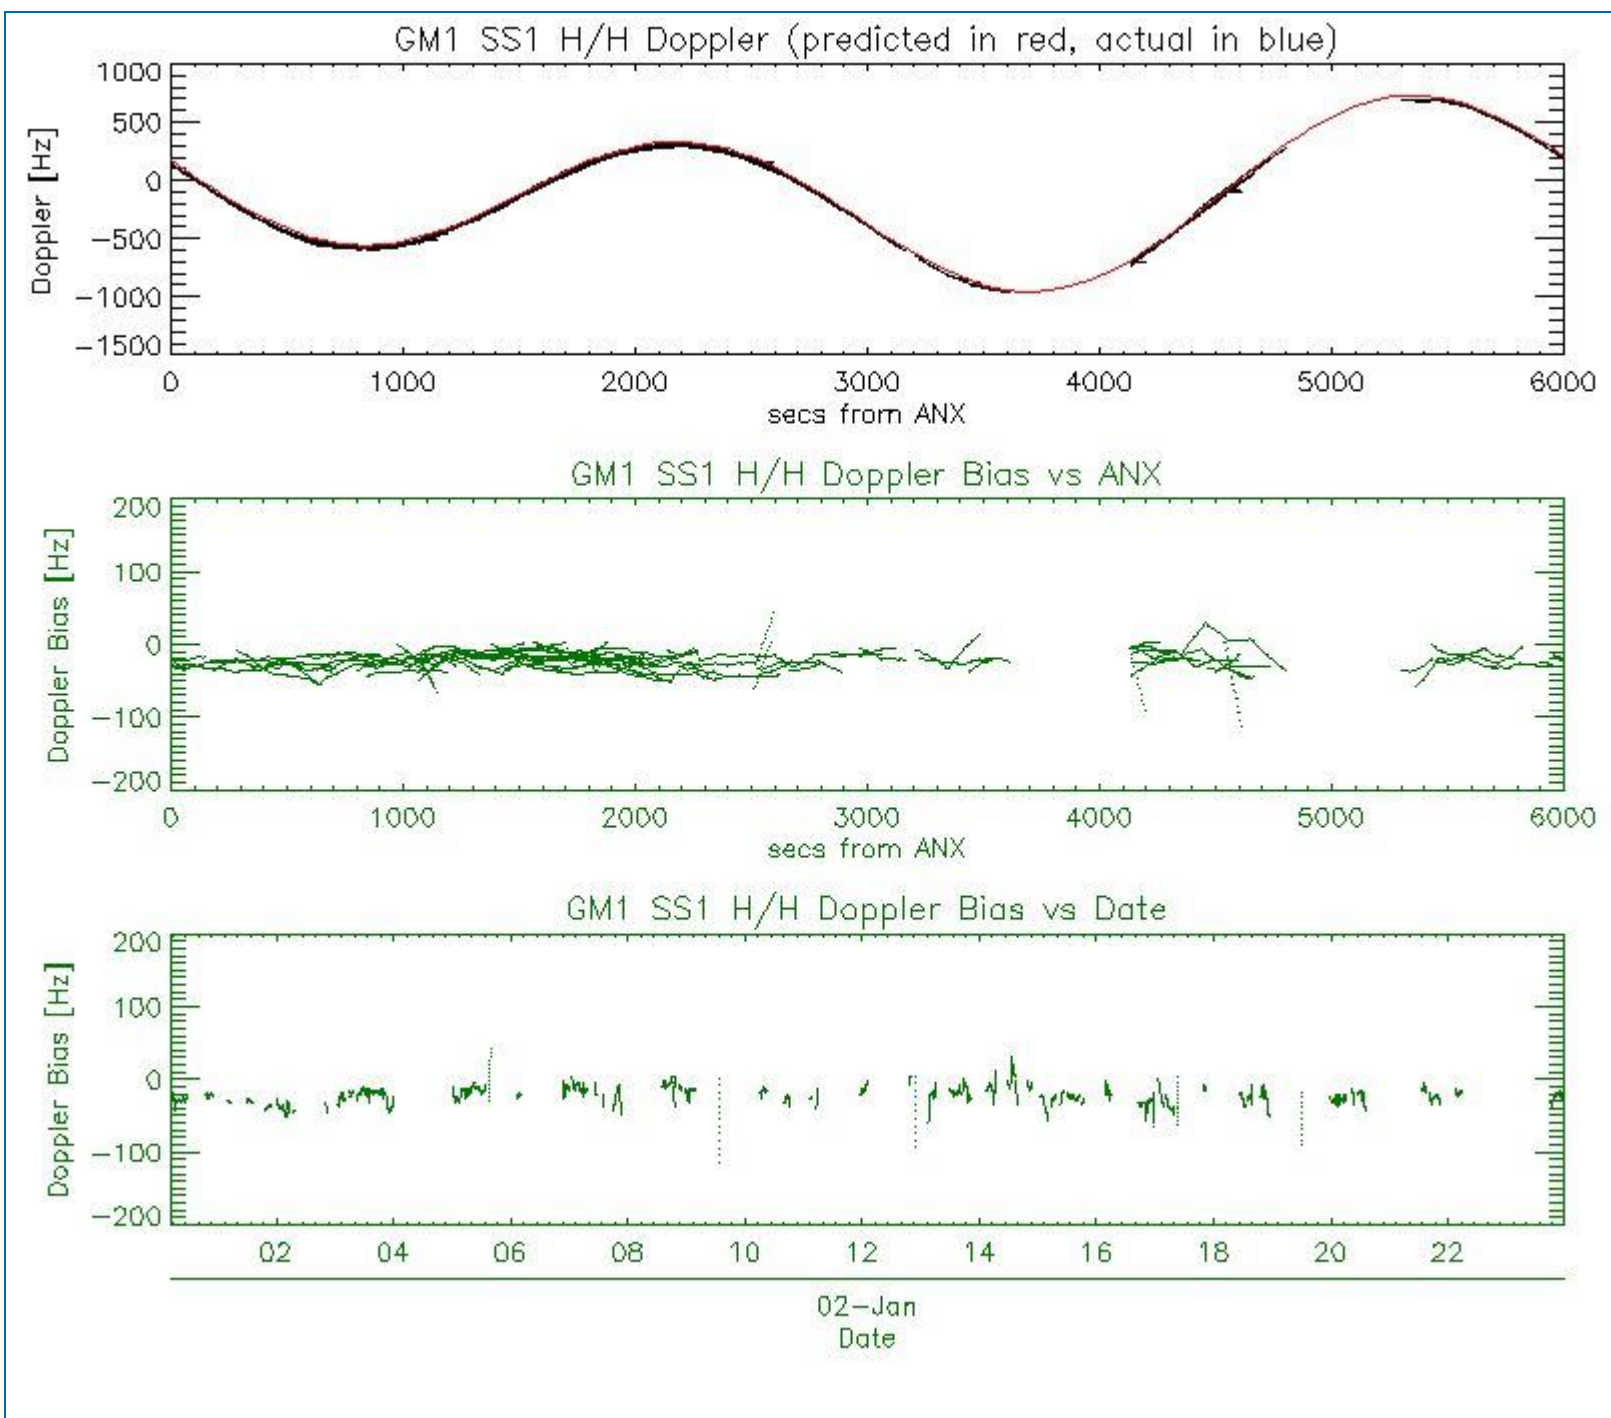 GM1 SS1 H/H Doppler (predicted in red, actual in blue)
Doppler [Hz]
1000
500
0
−500
−1000
−1500
0 1000 2000 3000 4000 5000 6000
secs from ANX
GM1 SS1 H/H Doppler Bias vs ANX
Doppler Bias [Hz]
200
100
0
−100
−200
0 1000 2000 3000 4000 5000 6000
secs from ANX
GM1 SS1 H/H Doppler Bias vs Date
Doppler Bias [Hz]
200
100
0
−100
−200
02 04 06 08 10 12 14 16 18 20 22
02−Jan
Date